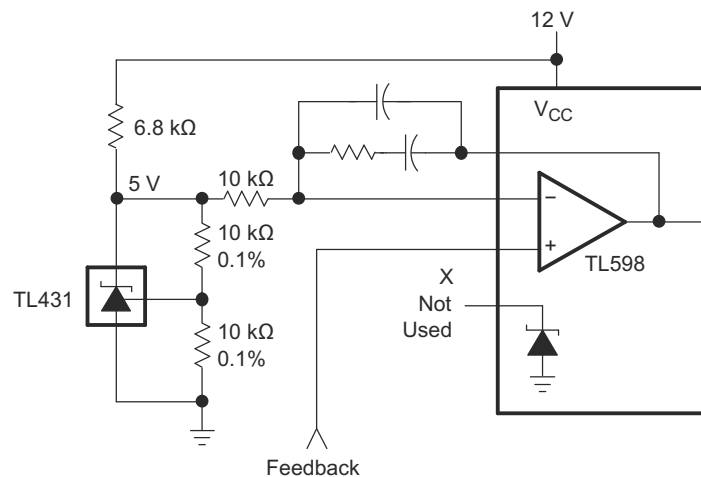 12 V
V_CC
6.8 kΩ
5 V
10 kΩ
10 kΩ
0.1%
−
+
TL598
X
Not
Used
TL431
10 kΩ
0.1%
Feedback